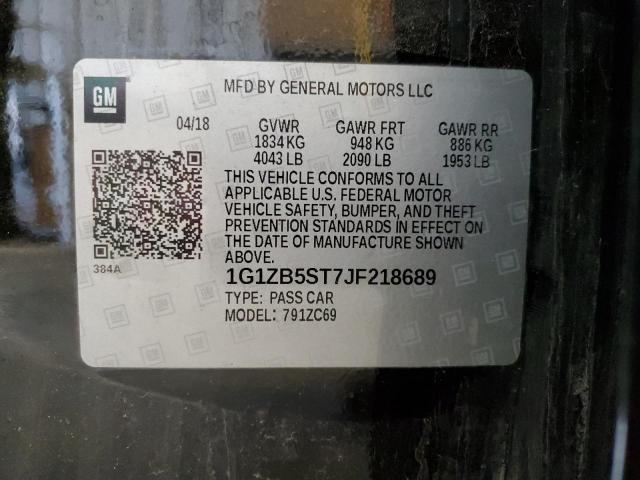 GM
MFD BY GENERAL MOTORS LLC
04/18 GVWR GAWR FRT GAWR RR
1834 KG 948 KG 886 KG
4043 LB 2090 LB 1953 LB
THIS VEHICLE CONFORMS TO ALL
APPLICABLE U.S. FEDERAL MOTOR
VEHICLE SAFETY, BUMPER, AND THEFT
PREVENTION STANDARDS IN EFFECT ON
THE DATE OF MANUFACTURE SHOWN
ABOVE.
384A
1G1ZB5ST7JF218689
TYPE: PASS CAR
MODEL: 791ZC69